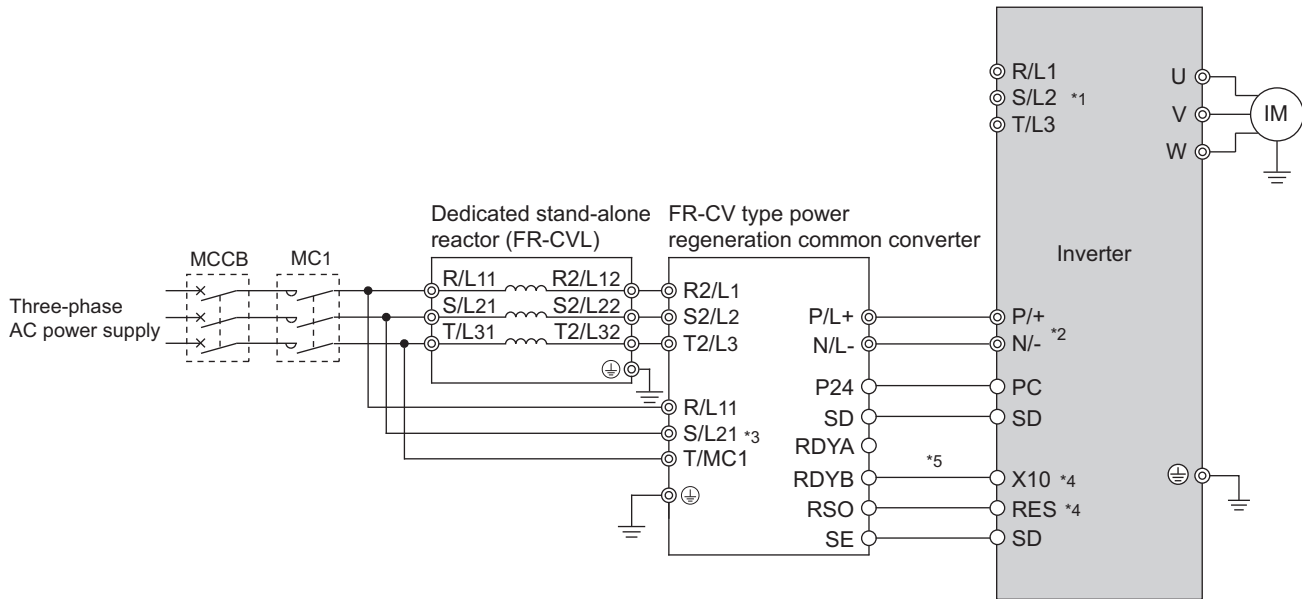 R/L1
S/L2 *1
T/L3
U
V
W
IM
Dedicated stand-alone
reactor (FR-CVL)
FR-CV type power
regeneration common converter
Inverter
MCCB
MC1
Three-phase
AC power supply
R/L11
R2/L12
S/L21
S2/L22
T/L31
T2/L32
R2/L1
S2/L2
T2/L3
R/L11
S/L21 *3
T/MC1
P/L+
N/L-
P24
SD
RDYA
RDYB
RSO
SE
*5
P/+
N/-
*2
PC
SD
X10 *4
RES *4
SD